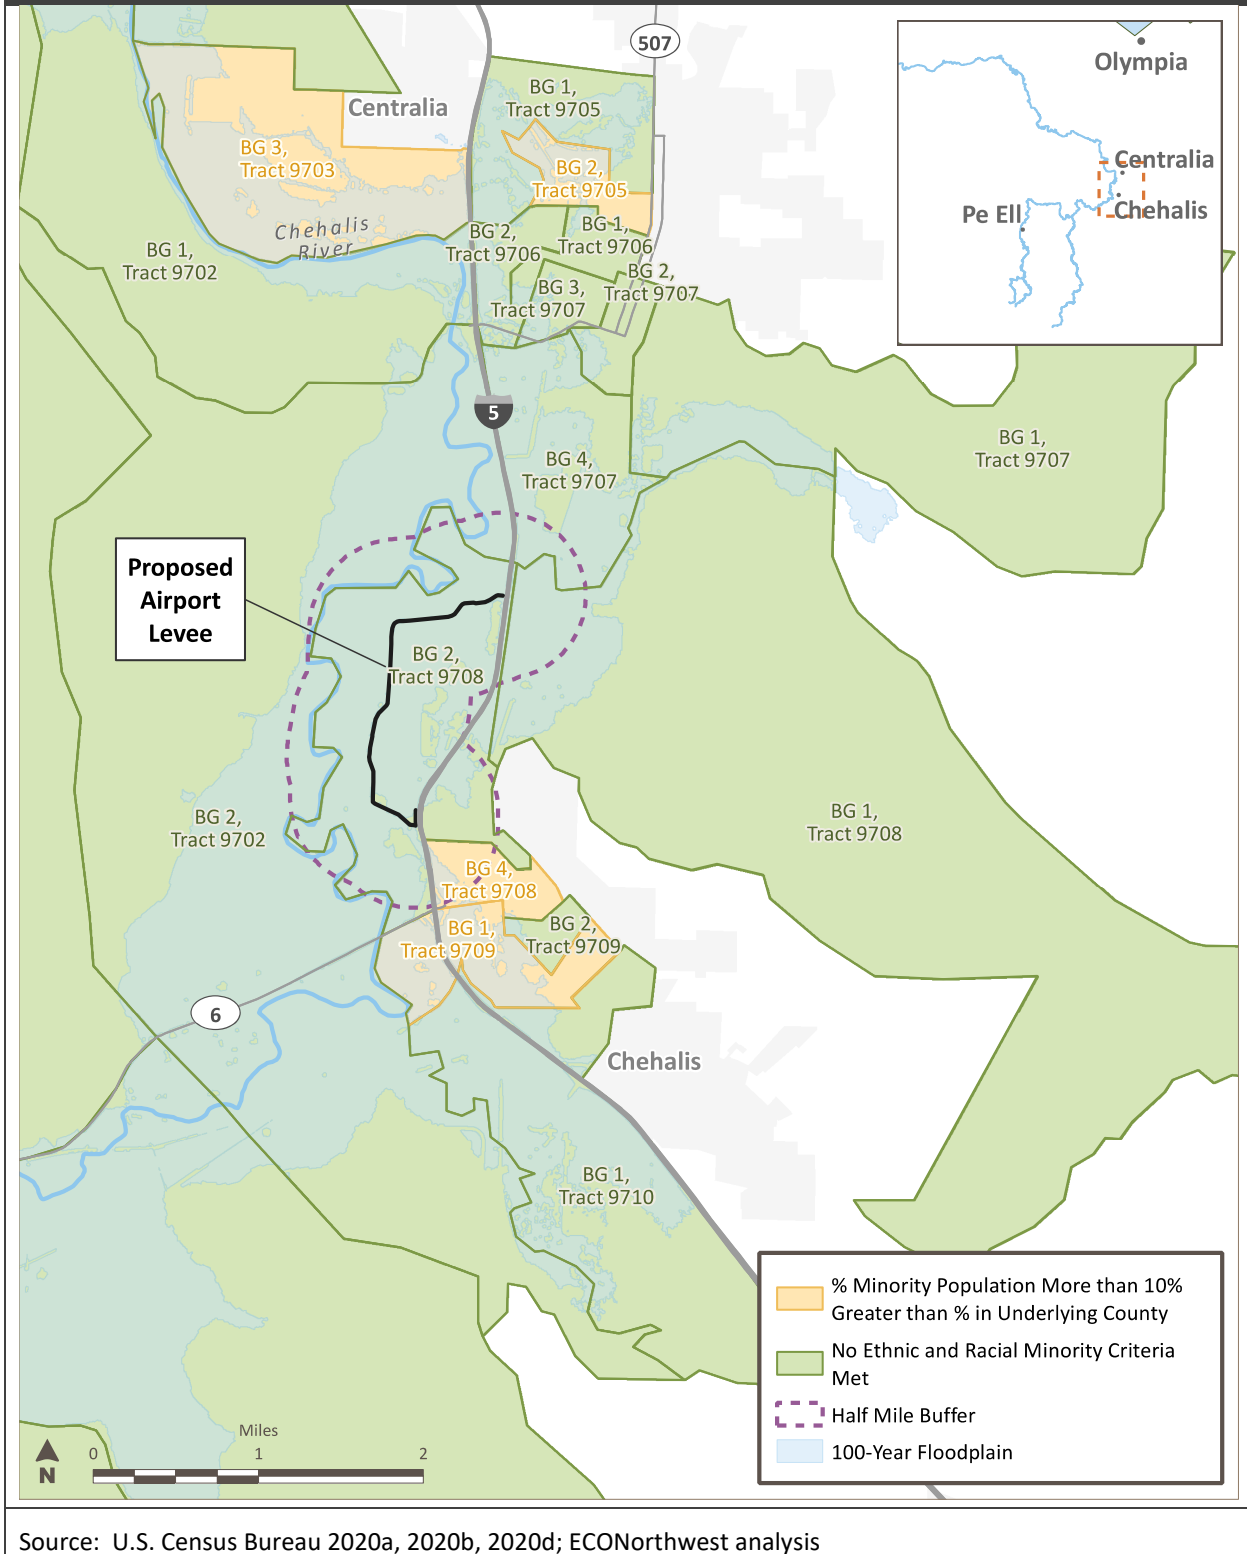 507
Olympia
Centralia
Chehalis
Pe Ell
Centralia
BG 1,
Tract 9705
BG 3,
Tract 9703
BG 2,
Tract 9705
Chehalis
River
BG 1,
Tract 9702
BG 2,
Tract 9706
BG 1,
Tract 9706
BG 2,
Tract 9707
BG 3,
Tract 9707
5
BG 4,
Tract 9707
BG 1,
Tract 9707
Proposed
Airport
Levee
BG 2,
Tract 9708
BG 2,
Tract 9702
BG 1,
Tract 9708
BG 4,
Tract 9708
BG 1,
Tract 9709
BG 2,
Tract 9709
6
Chehalis
BG 1,
Tract 9710
% Minority Population More than 10%
Greater than % in Underlying County
No Ethnic and Racial Minority Criteria
Met
Half Mile Buffer
100-Year Floodplain
N
Miles
0 1 2
Source: U.S. Census Bureau 2020a, 2020b, 2020d; ECONorthwest analysis